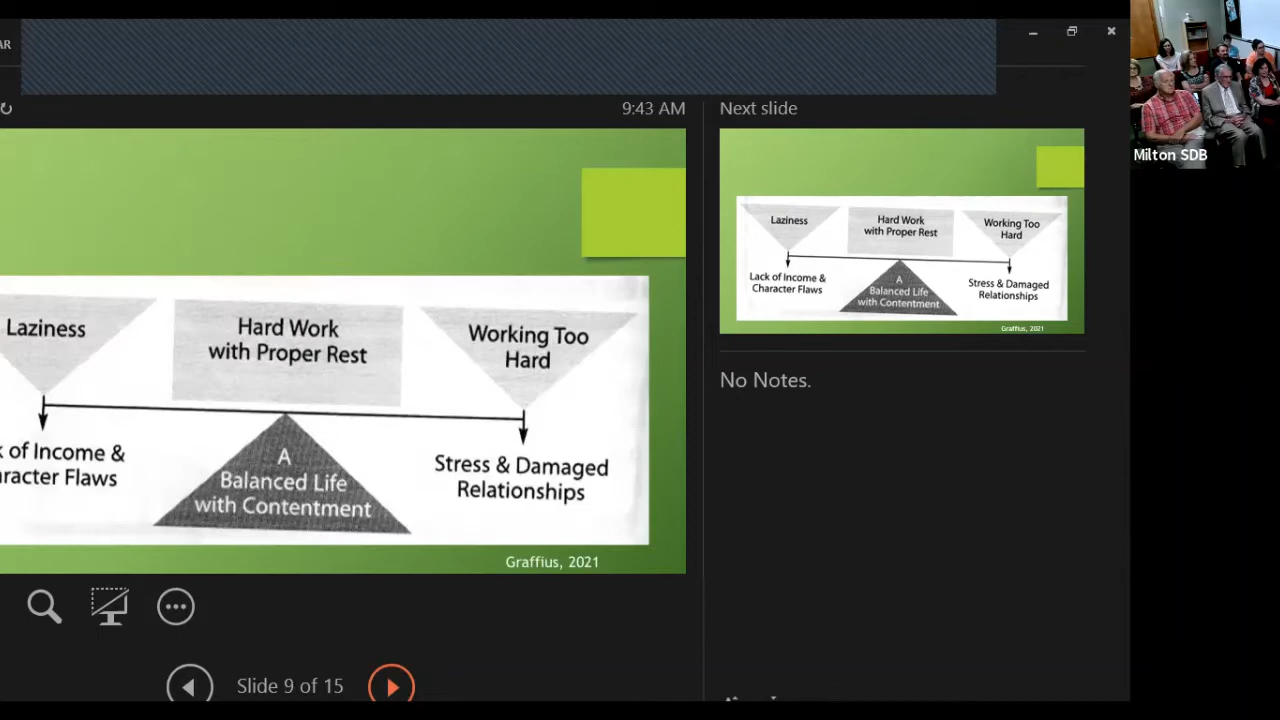 AR
9:43 AM
Laziness
Hard Work
with Proper Rest
Working Too
Hard
of Income &
Flaws
A
Balanced Life
with Contentment
Stress & Damaged
Relationships
Graffius, 2021
Slide 9 of 15
Next slide
Laziness
Hard Work
with Proper Rest
Working Too
Hard
Lack of Income &
Character Flaws
A
Balanced Life
with Contentment
Stress & Damaged
Relationships
Graffius, 2021
No Notes.
Milton SDB